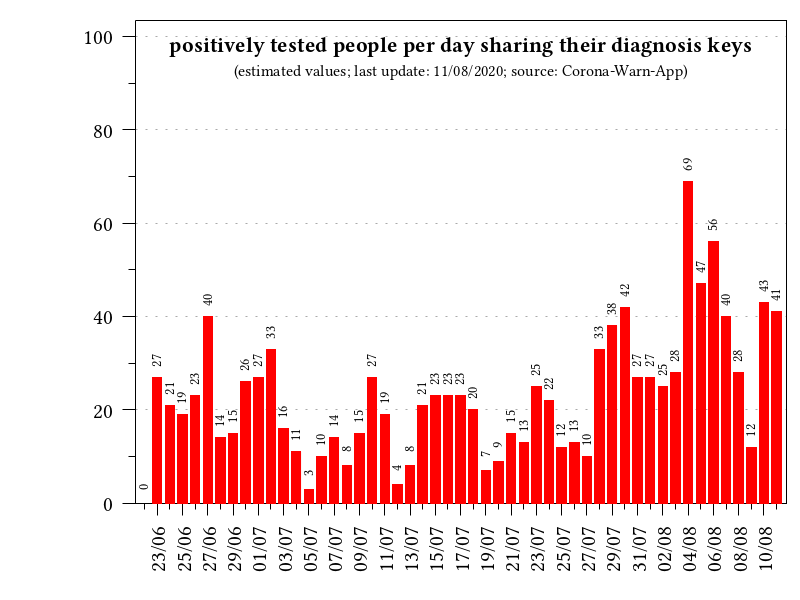 positively tested people per day sharing their diagnosis keys
(estimated values; last update: 11/08/2020; source: Corona-Warn-App)
100
80
60
40
20
0
0 27 21 19 23 40 14 15 26 27 33 16 11 3 10 14 8 15 27 19 4 8 21 23 23 23 20 7 9 15 13 25 22 12 13 10 33 38 42 27 27 25 28 69 47 56 40 28 12 43 41
23/06 25/06 27/06 29/06 01/07 03/07 05/07 07/07 09/07 11/07 13/07 15/07 17/07 19/07 21/07 23/07 25/07 27/07 29/07 31/07 02/08 04/08 06/08 08/08 10/08